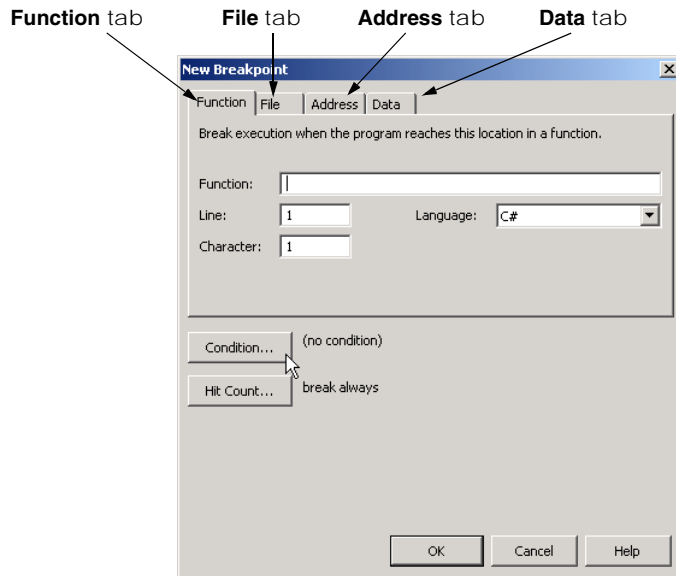 Function tab File tab Address tab Data tab
New Breakpoint
Function File Address Data
Break execution when the program reaches this location in a function.
Function:
Line: 1 Language: C#
Character: 1
Condition... (no condition)
Hit Count... break always
OK Cancel Help